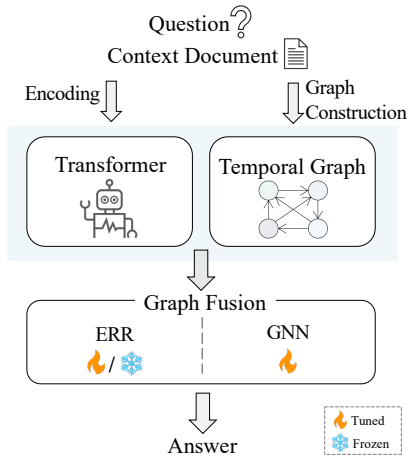 Question?
Context Document
Encoding
Graph
Construction
Transformer
Temporal Graph
Graph Fusion
ERR
GNN
/
Tuned
Frozen
Answer